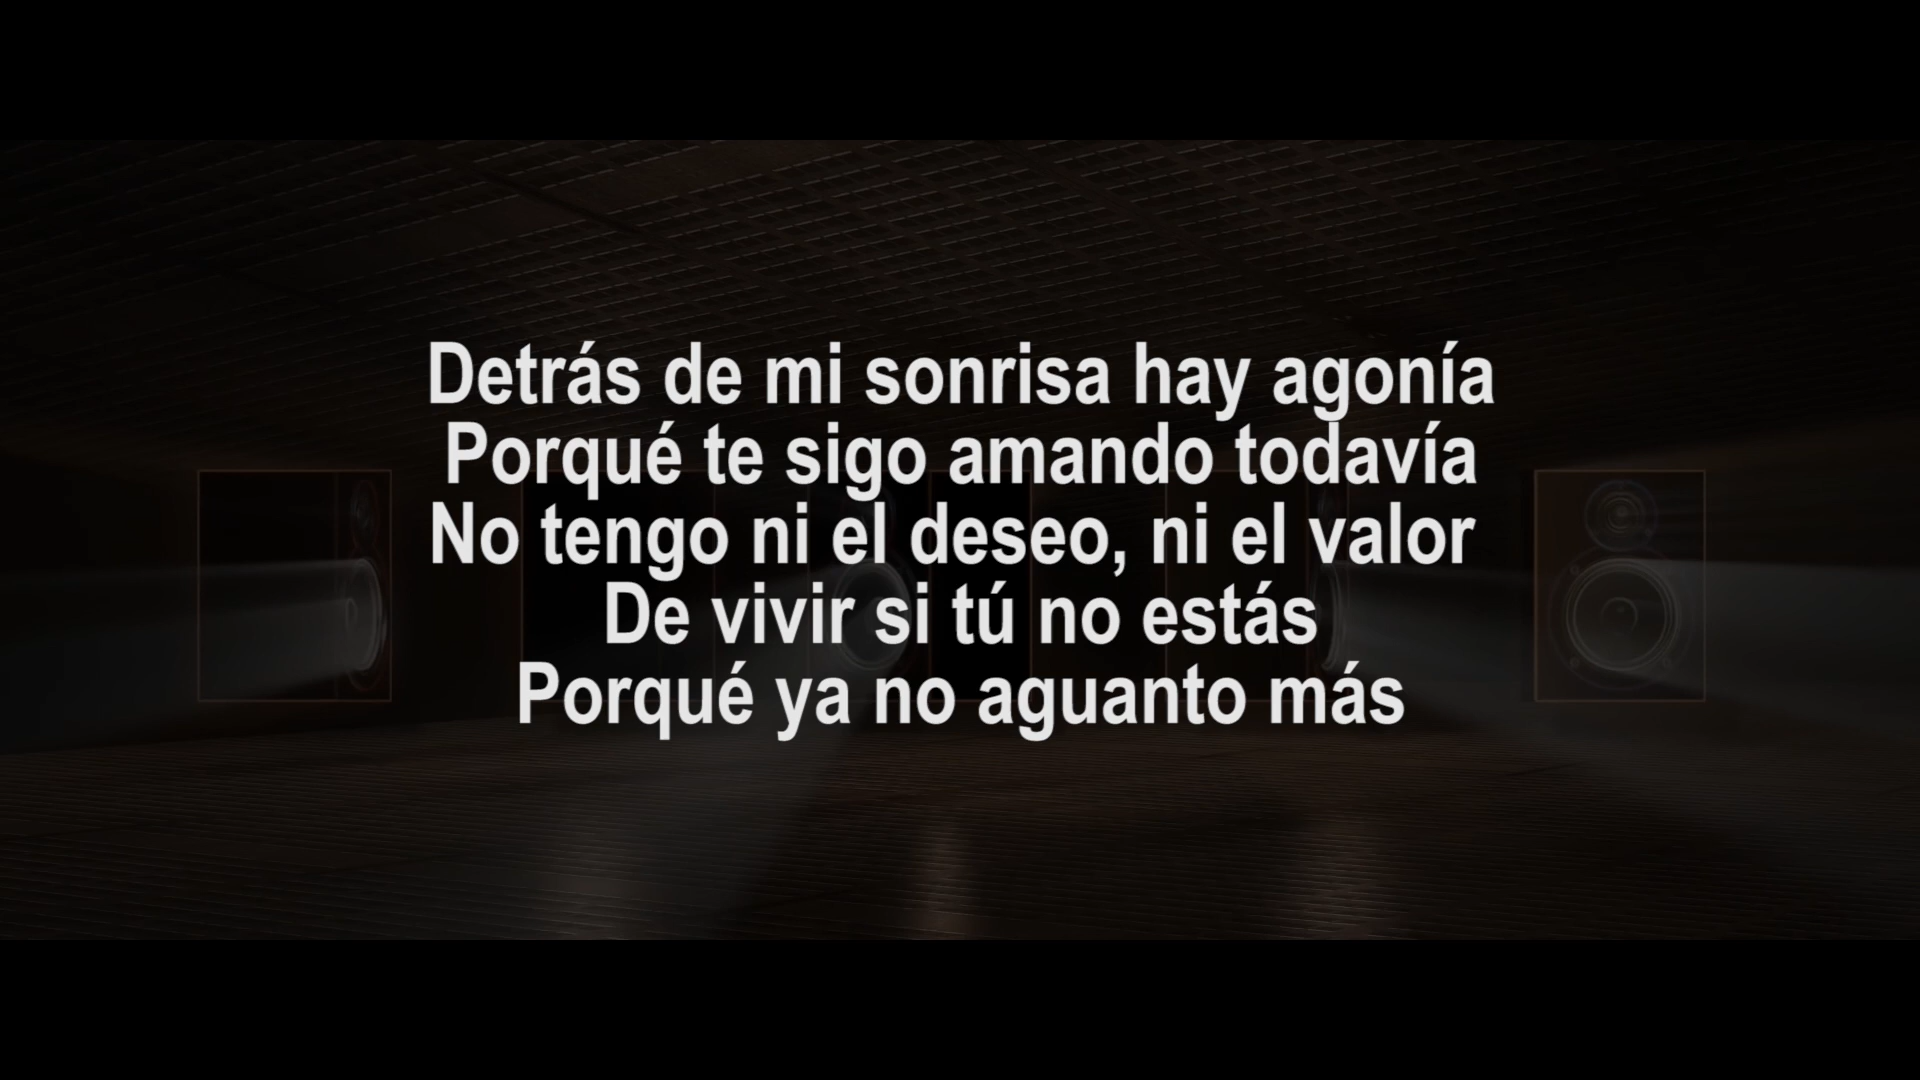 Detrás de mi sonrisa hay agonía
Porqué te sigo amando todavía
No tengo ni el deseo, ni el valor
De vivir si tú no estás
Porqué ya no aguanto más